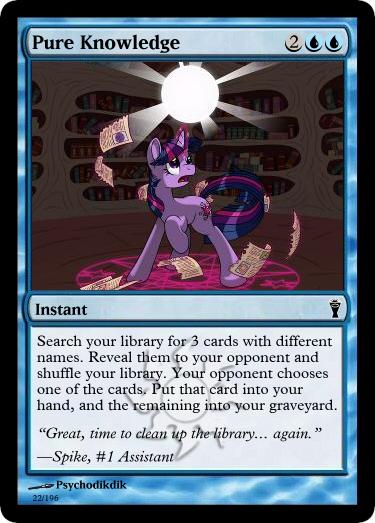 Pure Knowledge 2
Instant
Search your library for 3 cards with different
names. Reveal them to your opponent and
shuffle your library. Your opponent chooses
one of the cards. Put that card into your
hand, and the remaining into your graveyard.
“Great, time to clean up the library… again.”
—Spike, #1 Assistant
Psychodikdik
22/196